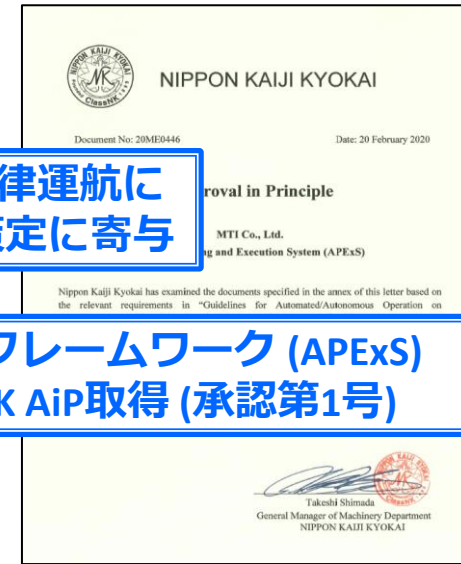 NIPPON KAIJI KYOKAI
Document No: 20ME0446
Date: 20 February 2020
律運航に
定に寄与
roval in Principle
MTI Co., Ltd.
ng and Execution System (APExS)
Nippon Kaiji Kyokai has examined the documents specified in the annex of this letter based on
the relevant requirements in "Guidelines for Automated/Autonomous Operation on
フレームワーク (APExS)
K AiP取得 (承認第1号)
Takeshi Shimada
General Manager of Machinery Department
NIPPON KAIJI KYOKAI